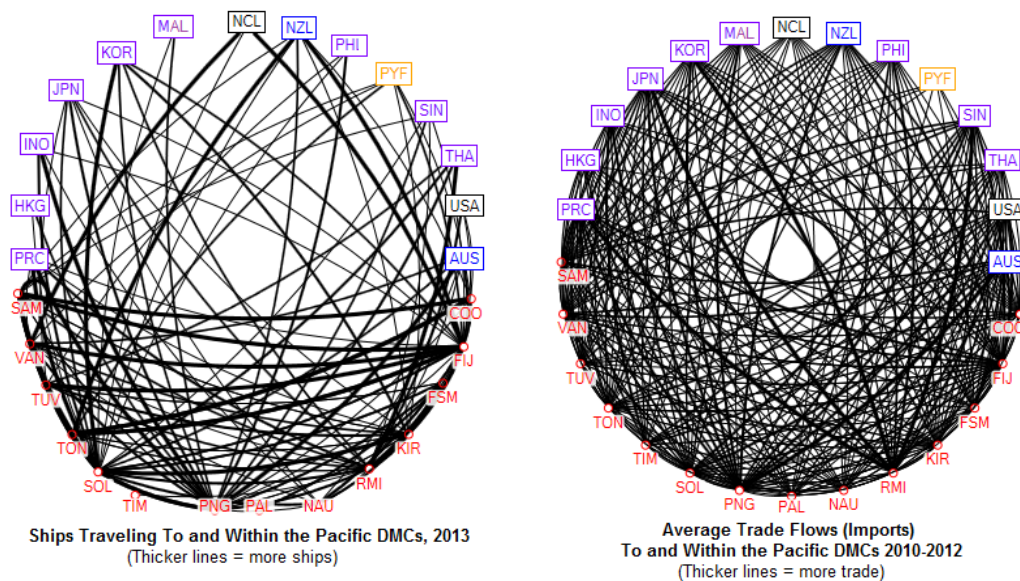 MAL
NCL
NZL
PHI
KOR
PYF
JPN
SIN
INO
THA
HKG
USA
PRC
AUS
SAM
COO
VAN
FIJ
TUV
FSM
TON
KIR
SOL
RMI
TIM
PNG
PAL
NAU
Ships Traveling To and Within the Pacific DMCs, 2013
(Thicker lines = more ships)
MAL
NCL
NZL
PHI
KOR
PYF
JPN
SIN
INO
THA
HKG
USA
PRC
AUS
SAM
COO
VAN
FIJ
TUV
FSM
TON
KIR
TIM
RMI
SOL
NAU
PNG
PAL
Average Trade Flows (Imports)
To and Within the Pacific DMCs 2010-2012
(Thicker lines = more trade)